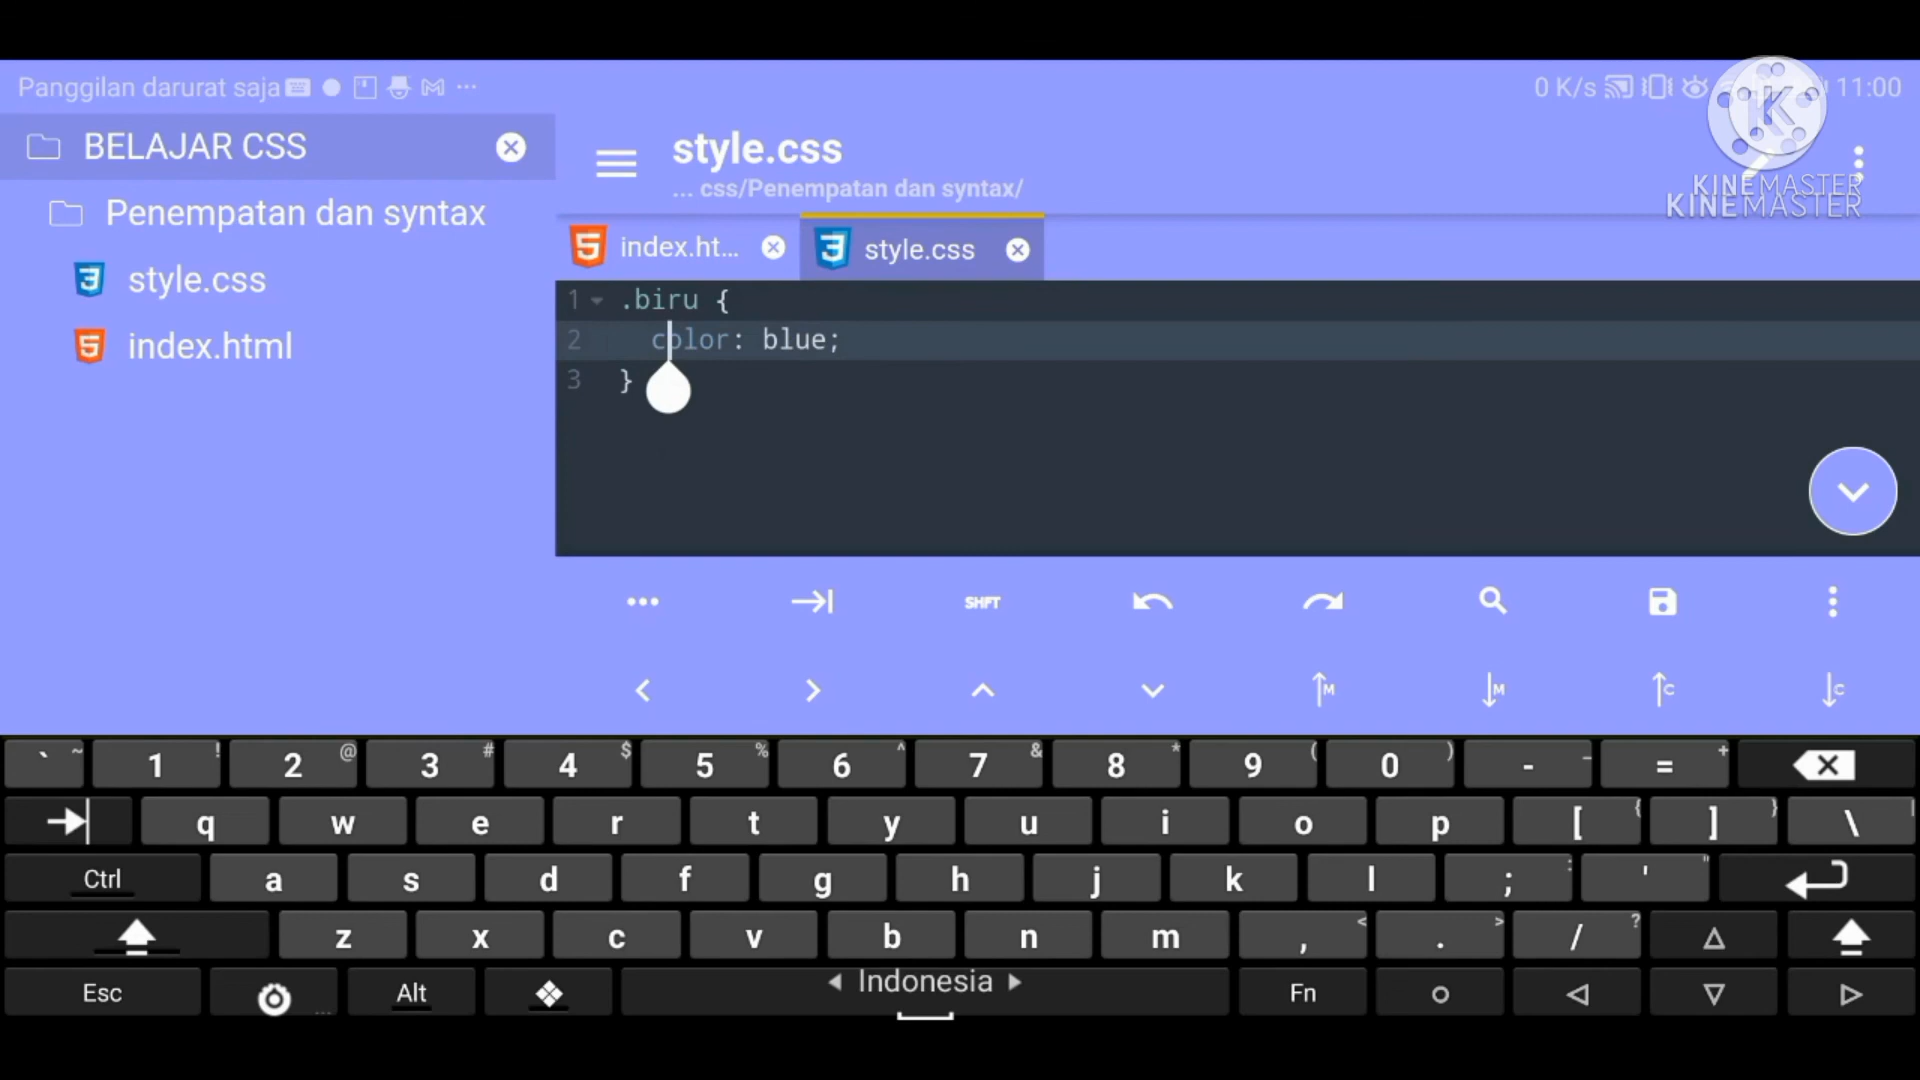 Panggilan darurat saja ...
0 K/s 11:00
BELAJAR CSS
Penempatan dan syntax
style.css
index.html
style.css
... css/Penempatan dan syntax/
K
KINEMASTER
KINEMASTER
index.ht...
style.css
1 .biru {
2 color: blue;
3 }
SHFT
M M C C
` ~ 1 ! 2 @ 3 # 4 $ 5 % 6 ^ 7 & 8 * 9 ( 0 ) - _ = +
q w e r t y u i o p [ { ] } \ |
Ctrl a s d f g h j k l ; : ' "
z x c v b n m , < . > / ?
Esc Alt Indonesia Fn